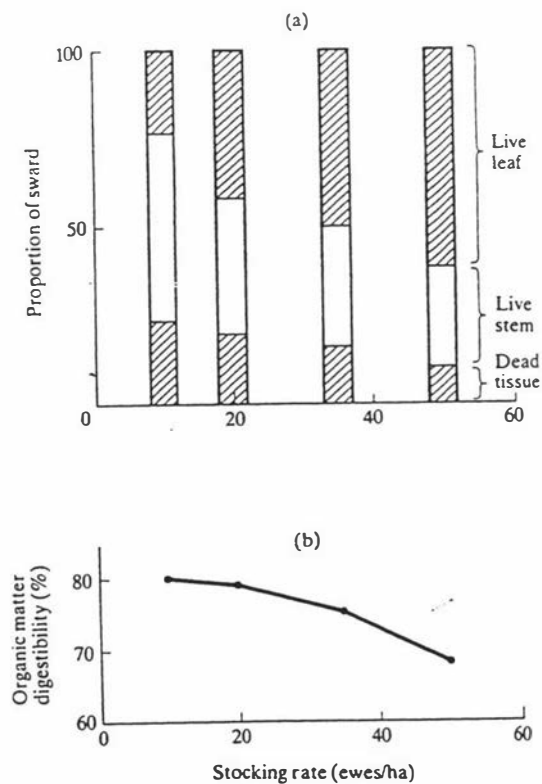 (a)
100
50
0
20
40
60
Proportion of sward
Live
leaf
Live
stem
Dead
tissue
(b)
80
70
60
0
20
40
60
Organic matter
digestibility (%)
Stocking rate (ewes/ha)